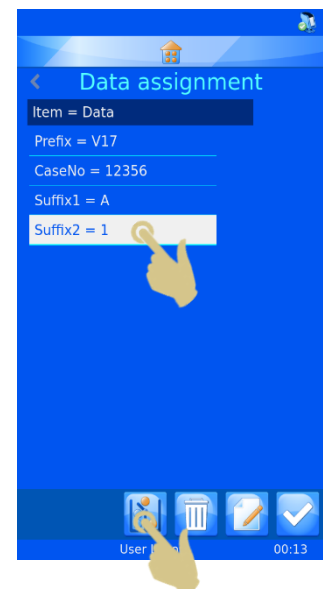 Data assignment
Item = Data
Prefix = V17
CaseNo = 12356
Suffix1 = A
Suffix2 = 1
User
00:13